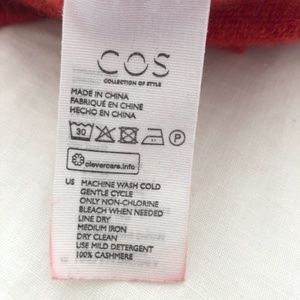 COS
COLLECTION OF STYLE
MADE IN CHINA
FABRIQUÉ EN CHINE
HECHO EN CHINA
30 P
clevercare.info
US MACHINE WASH COLD
GENTLE CYCLE
ONLY NON-CHLORINE
BLEACH WHEN NEEDED
LINE DRY
MEDIUM IRON
DRY CLEAN
USE MILD DETERGENT
100% CASHMERE